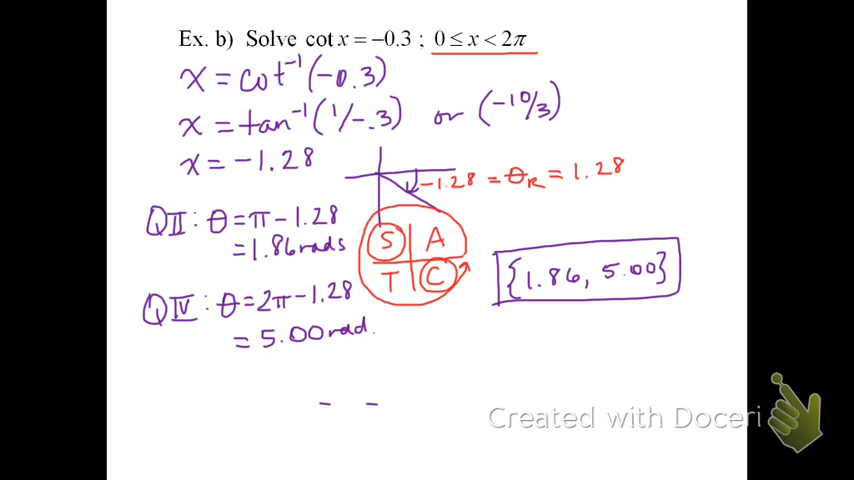 Ex. b) Solve cot x = −0.3 ; 0 ≤ x < 2π
x = cot⁻¹(−0.3)
x = tan⁻¹(1/−.3) or (−10/3)
x = −1.28
−1.28 = θR = 1.28
QII : θ = π − 1.28
= 1.86 rads
S A
T C
QIV : θ = 2π − 1.28
= 5.00 rad.
{1.86, 5.00}
Created with Doceri